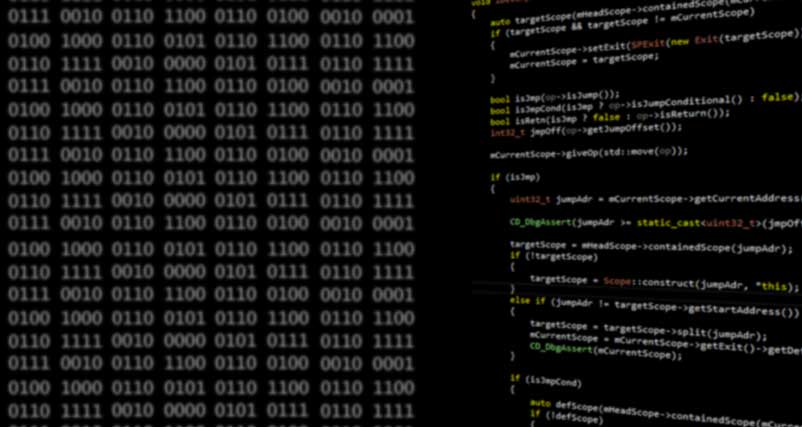 0111 0010 0110 1100 0110 0100 0010 0001
0100 1000 0110 0101 0110 1100 0110 1100
0110 1111 0010 0000 0101 0111 0110 1111
0111 0010 0110 1100 0110 0100 0010 0001
0100 1000 0110 0101 0110 1100 0110 1100
0110 1111 0010 0000 0101 0111 0110 1111
0111 0010 0110 1100 0110 0100 0010 0001
0100 1000 0110 0101 0110 1100 0110 1100
0110 1111 0010 0000 0101 0111 0110 1111
0111 0010 0110 1100 0110 0100 0010 0001
0100 1000 0110 0101 0110 1100 0110 1100
0110 1111 0010 0000 0101 0111 0110 1111
0111 0010 0110 1100 0110 0100 0010 0001
0100 1000 0110 0101 0110 1100 0110 1100
0110 1111 0010 0000 0101 0111 0110 1111
0111 0010 0110 1100 0110 0100 0010 0001
0100 1000 0110 0101 0110 1100 0110 1100
0110 1111 0010 0000 0101 0111 0110 1111
void
{
auto targetScope(mHeadScope->containedScope(
if (targetScope && targetScope != mCurrentScope)
{
mCurrentScope->setExit(SPExit(new Exit(targetScope))
mCurrentScope = targetScope;
}
bool isJmp(op->isJump());
bool isJmpCond(isJmp ? op->isJumpConditional() : false)
bool isRetn(isJmp ? false : op->isReturn());
int32_t jmpOff(op->getJumpOffset());
mCurrentScope->giveOp(std::move(op));
if (isJmp)
{
uint32_t jumpAdr = mCurrentScope->getCurrentAddress
CD_DbgAssert(jumpAdr >= static_cast<uint32_t>(jmpOf
targetScope = mHeadScope->containedScope(jumpAdr);
if (!targetScope)
{
targetScope = Scope::construct(jumpAdr, *this);
}
else if (jumpAdr != targetScope->getStartAddress())
{
targetScope = targetScope->split(jumpAdr);
mCurrentScope = mCurrentScope->getExit()->getDe
CD_DbgAssert(mCurrentScope);
}
if (isJmpCond)
{
auto defScope(mHeadScope->containedScope(mCurr
if (!defScope)
{